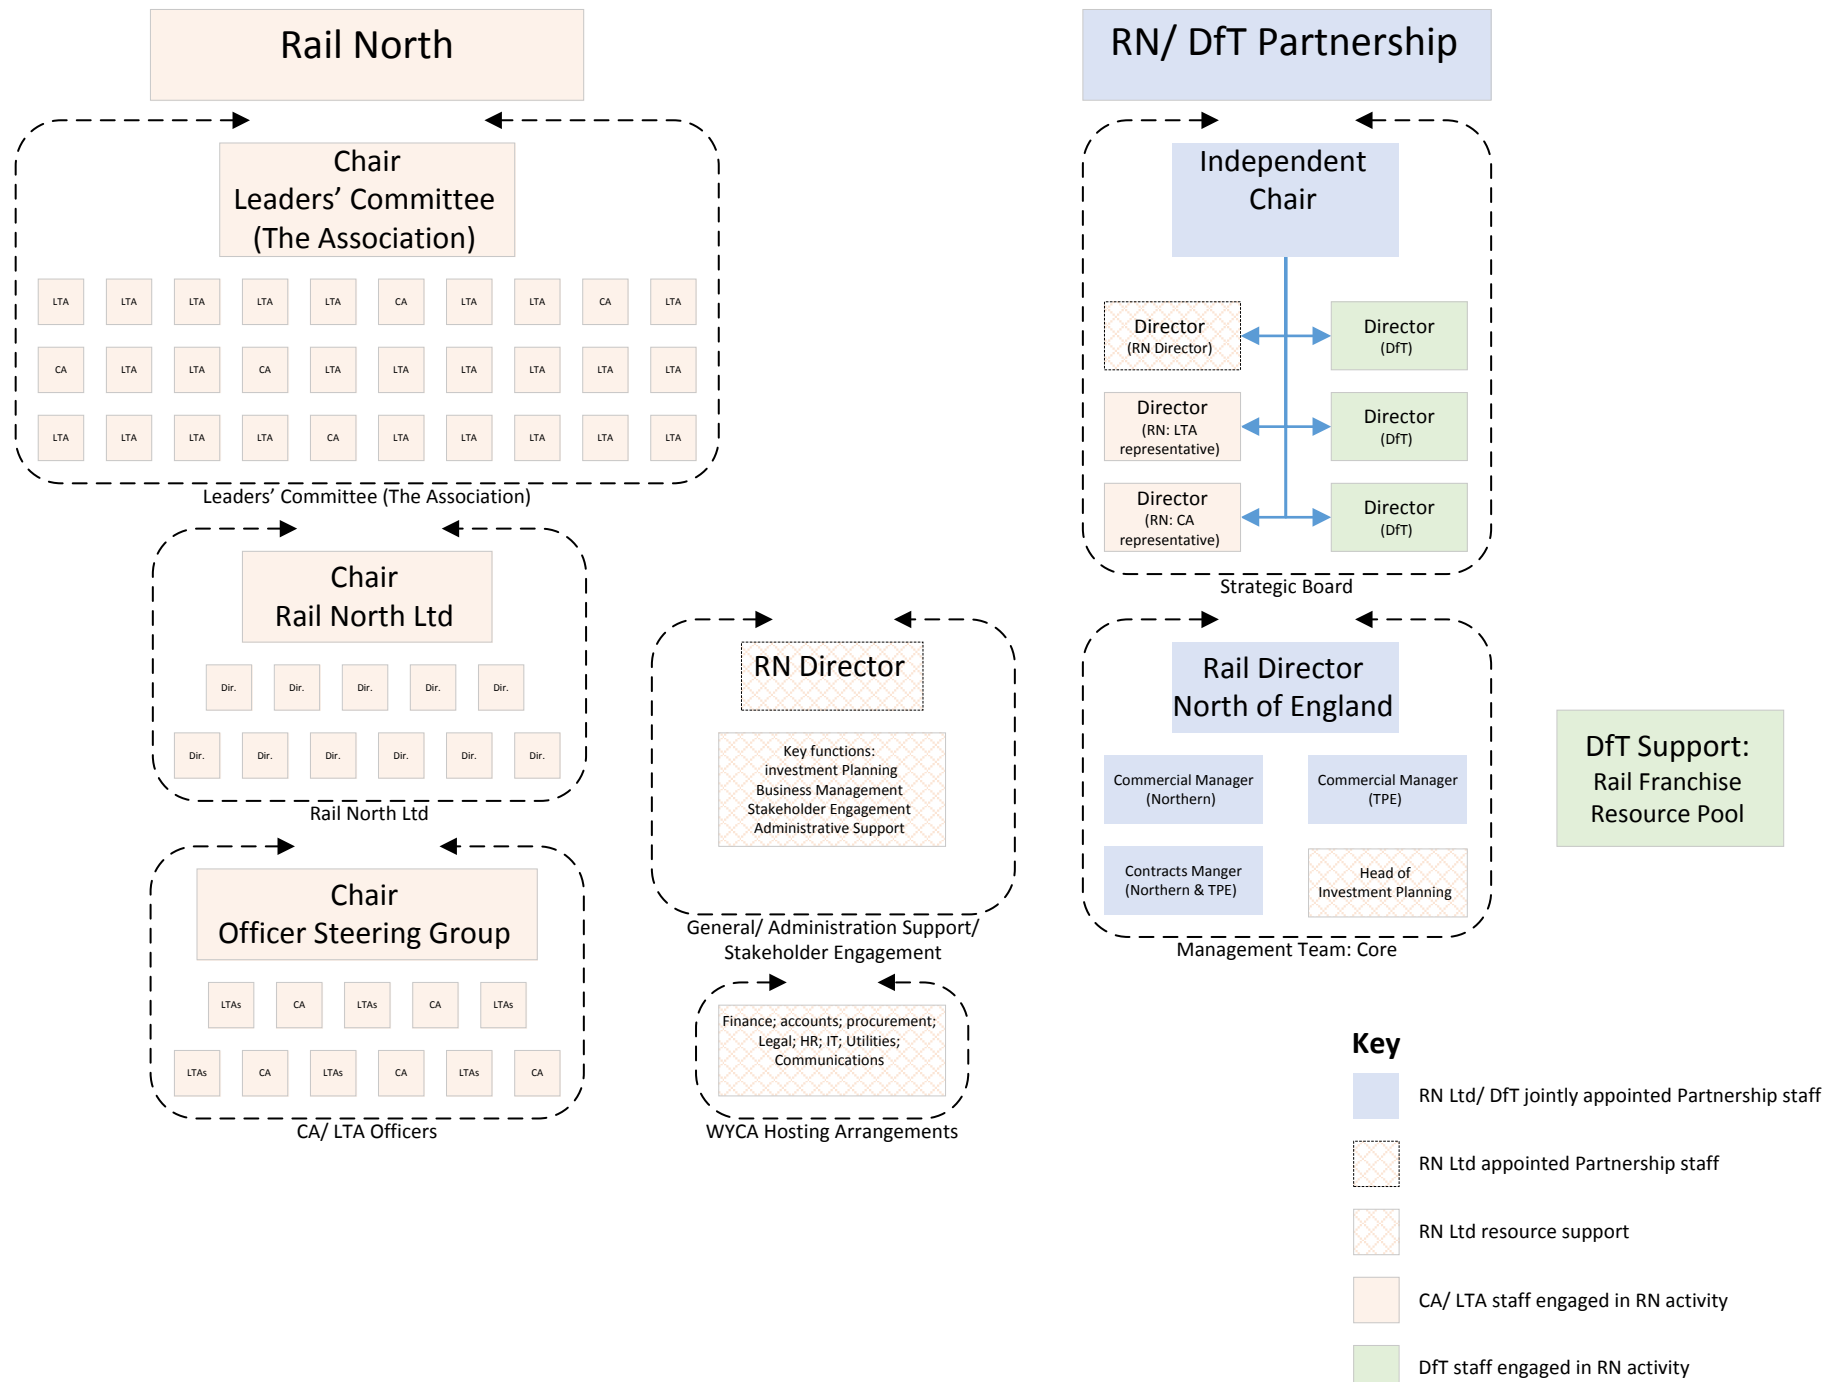 Rail North
Chair
Leaders' Committee
(The Association)
LTA LTA LTA LTA LTA CA LTA LTA CA LTA
CA LTA LTA CA LTA LTA LTA LTA LTA LTA
LTA LTA LTA LTA CA LTA LTA LTA LTA LTA
Leaders' Committee (The Association)
Chair
Rail North Ltd
Dir. Dir. Dir. Dir. Dir.
Dir. Dir. Dir. Dir. Dir. Dir.
Rail North Ltd
Chair
Officer Steering Group
LTAs CA LTAs CA LTAs
LTAs CA LTAs CA LTAs CA
CA/ LTA Officers
RN Director
Key functions:
investment Planning
Business Management
Stakeholder Engagement
Administrative Support
General/ Administration Support/
Stakeholder Engagement
Finance; accounts; procurement;
Legal; HR; IT; Utilities;
Communications
WYCA Hosting Arrangements
RN/ DfT Partnership
Independent
Chair
Director
(RN Director)
Director
(DfT)
Director
(RN: LTA
representative)
Director
(DfT)
Director
(RN: CA
representative)
Director
(DfT)
Strategic Board
Rail Director
North of England
Commercial Manager
(Northern)
Commercial Manager
(TPE)
Contracts Manger
(Northern & TPE)
Head of
Investment Planning
Management Team: Core
DfT Support:
Rail Franchise
Resource Pool
Key
RN Ltd/ DfT jointly appointed Partnership staff
RN Ltd appointed Partnership staff
RN Ltd resource support
CA/ LTA staff engaged in RN activity
DfT staff engaged in RN activity